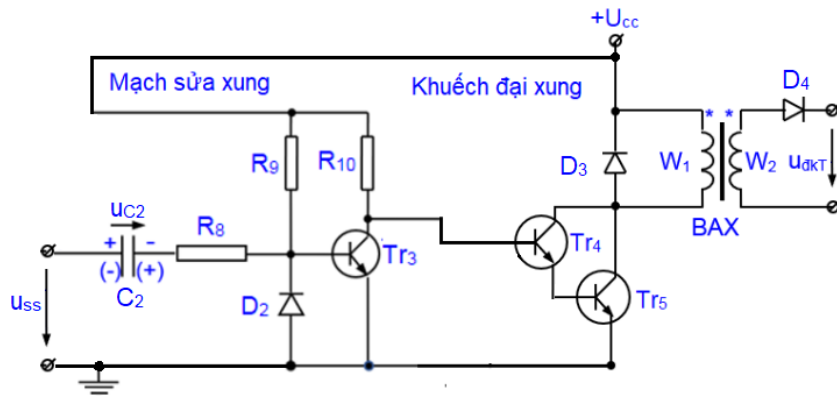 +Ucc
Mạch sửa xung
Khuếch đại xung
D4
* *
R9
R10
D3
W1
W2
uđkT
BAX
uC2
R8
+ -
(-) (+)
C2
Tr3
Tr4
D2
Tr5
uss